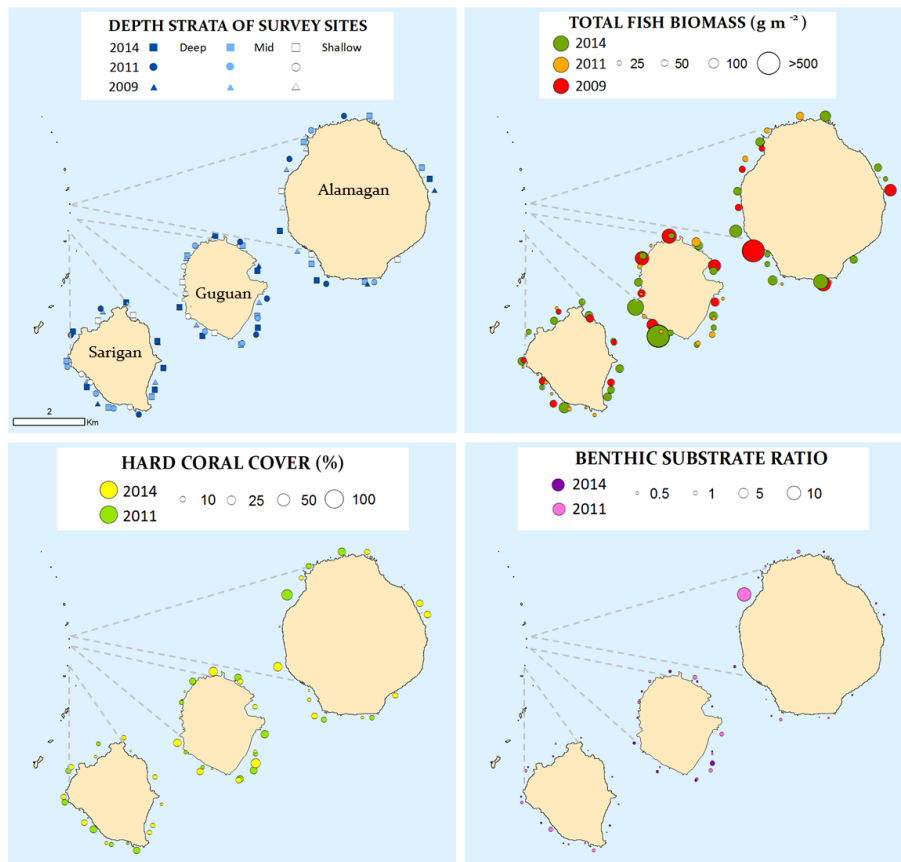 DEPTH STRATA OF SURVEY SITES
2014 Deep Mid Shallow
2011
2009
Alamagan
Guguan
Sarigan
2
Km
TOTAL FISH BIOMASS (g m ⁻²)
2014
2011 25 50 100 >500
2009
HARD CORAL COVER (%)
2014 10 25 50 100
2011
BENTHIC SUBSTRATE RATIO
2014 0.5 1 5 10
2011